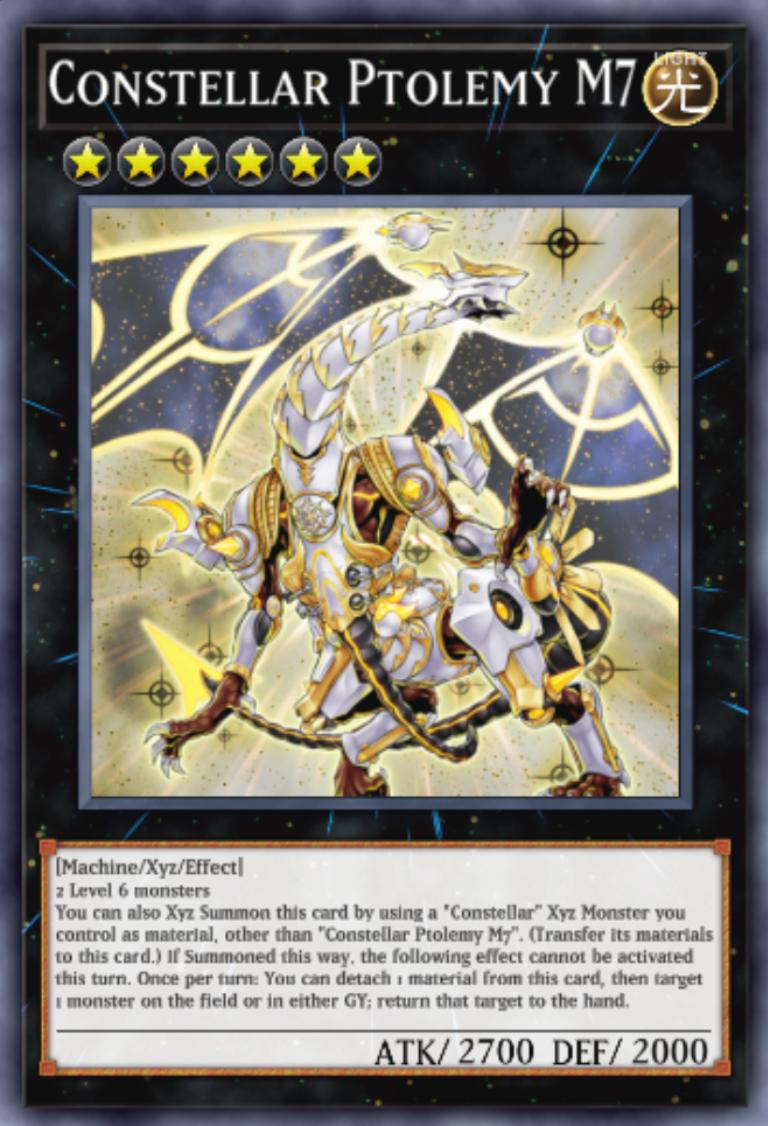 CONSTELLAR PTOLEMY M7
LIGHT
光
[Machine/Xyz/Effect]
2 Level 6 monsters
You can also Xyz Summon this card by using a "Constellar" Xyz Monster you
control as material, other than "Constellar Ptolemy M7". (Transfer its materials
to this card.) If Summoned this way, the following effect cannot be activated
this turn. Once per turn: You can detach 1 material from this card, then target
1 monster on the field or in either GY; return that target to the hand.
ATK/ 2700 DEF/ 2000